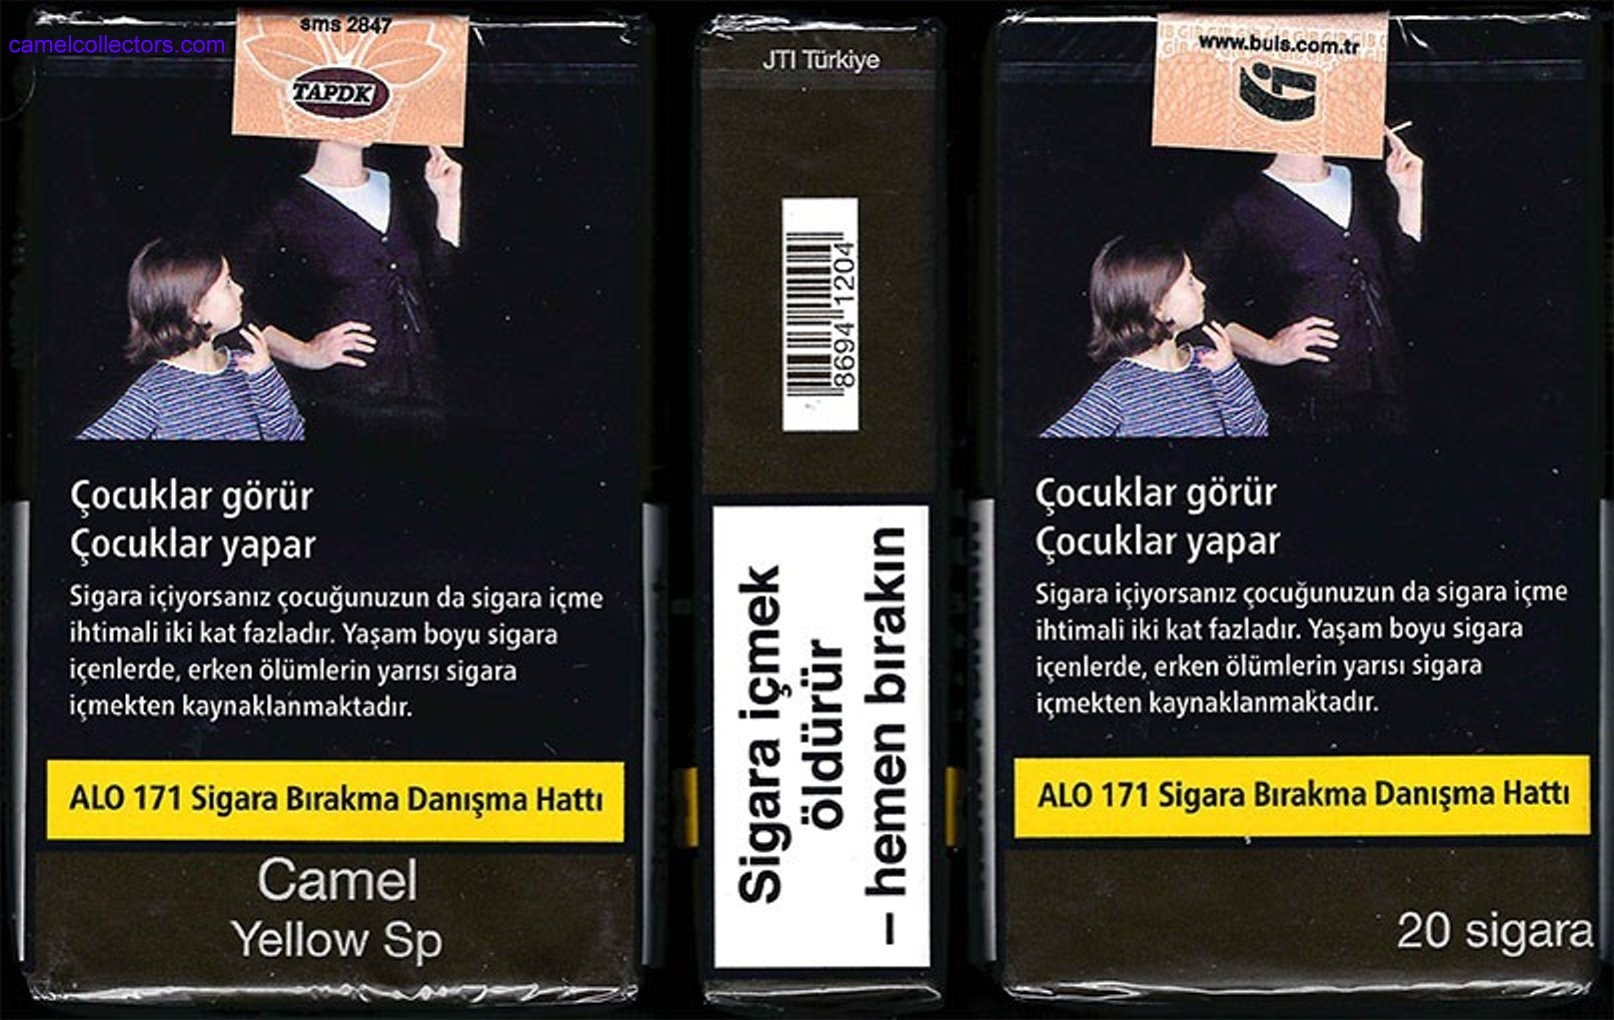 camelcollectors.com
sms 2847
TAPDK
Çocuklar görür
Çocuklar yapar
Sigara içiyorsanız çocuğunuzun da sigara içme
ihtimali iki kat fazladır. Yaşam boyu sigara
içenlerde, erken ölümlerin yarısı sigara
içmekten kaynaklanmaktadır.
ALO 171 Sigara Bırakma Danışma Hattı
Camel
Yellow Sp
JTI Türkiye
8694 1204
Sigara içmek
öldürür
– hemen bırakın
www.buis.com.tr
Çocuklar görür
Çocuklar yapar
Sigara içiyorsanız çocuğunuzun da sigara içme
ihtimali iki kat fazladır. Yaşam boyu sigara
içenlerde, erken ölümlerin yarısı sigara
içmekten kaynaklanmaktadır.
ALO 171 Sigara Bırakma Danışma Hattı
20 sigara